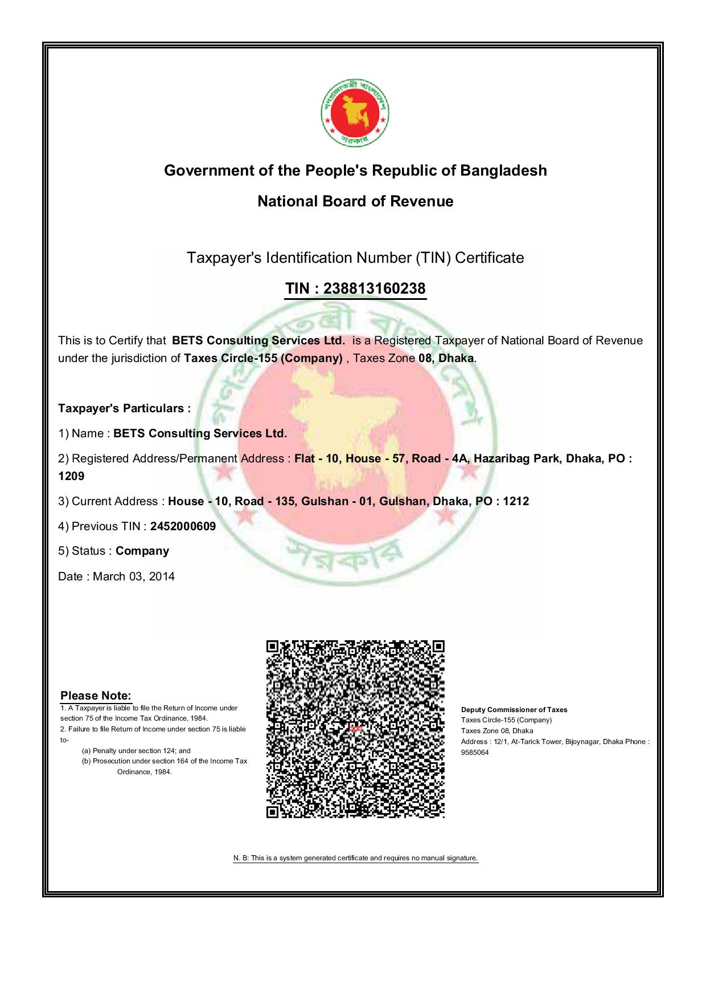 গণপ্রজাতন্ত্রী বাংলাদেশ
সরকার
Government of the People's Republic of Bangladesh
National Board of Revenue
Taxpayer's Identification Number (TIN) Certificate
TIN : 238813160238
গণপ্রজাতন্ত্রী বাংলাদেশ
This is to Certify that BETS Consulting Services Ltd. is a Registered Taxpayer of National Board of Revenue
under the jurisdiction of Taxes Circle-155 (Company) , Taxes Zone 08, Dhaka.
Taxpayer's Particulars :
1) Name : BETS Consulting Services Ltd.
2) Registered Address/Permanent Address : Flat - 10, House - 57, Road - 4A, Hazaribag Park, Dhaka, PO :
1209
3) Current Address : House - 10, Road - 135, Gulshan - 01, Gulshan, Dhaka, PO : 1212
4) Previous TIN : 2452000609
5) Status : Company
সরকার
Date : March 03, 2014
Please Note:
1. A Taxpayer is liable to file the Return of Income under
section 75 of the Income Tax Ordinance, 1984.
2. Failure to file Return of Income under section 75 is liable
to-
(a) Penalty under section 124; and
(b) Prosecution under section 164 of the Income Tax
Ordinance, 1984.
Deputy Commissioner of Taxes
Taxes Circle-155 (Company)
Taxes Zone 08, Dhaka
Address : 12/1, At-Tarick Tower, Bijoynagar, Dhaka Phone :
9585064
N. B: This is a system generated certificate and requires no manual signature.